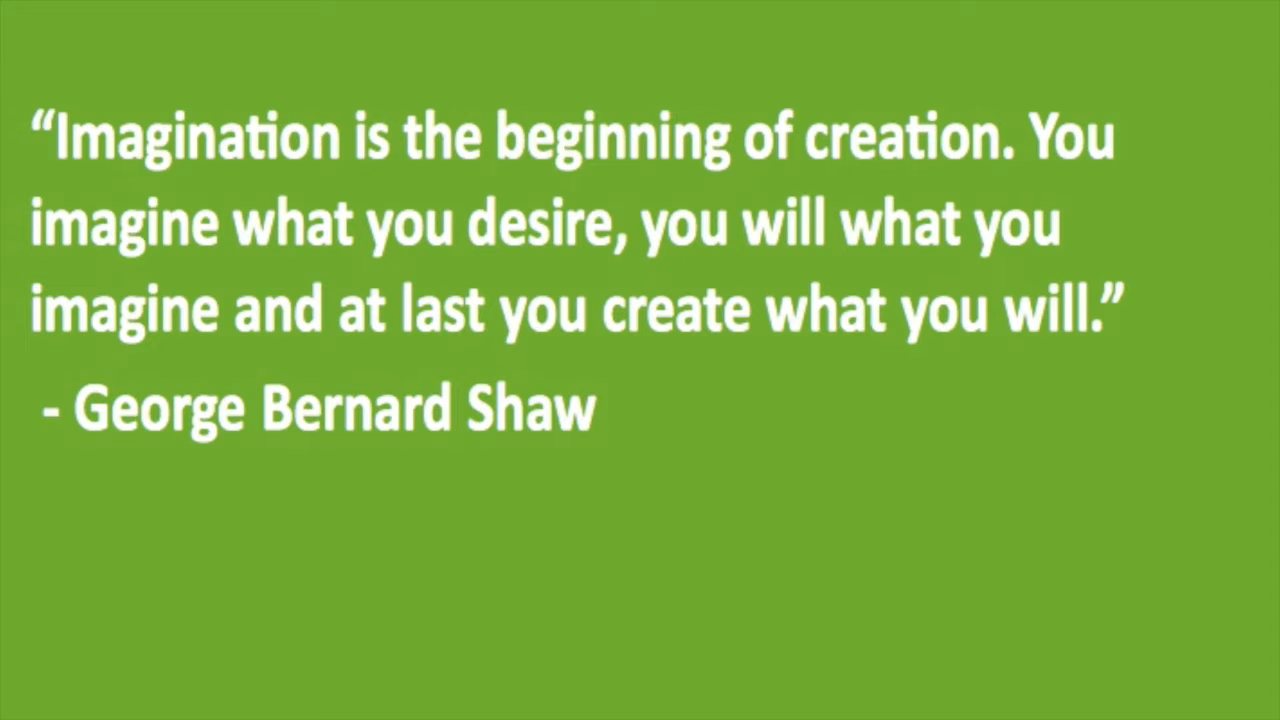 “Imagination is the beginning of creation. You
imagine what you desire, you will what you
imagine and at last you create what you will.”
- George Bernard Shaw